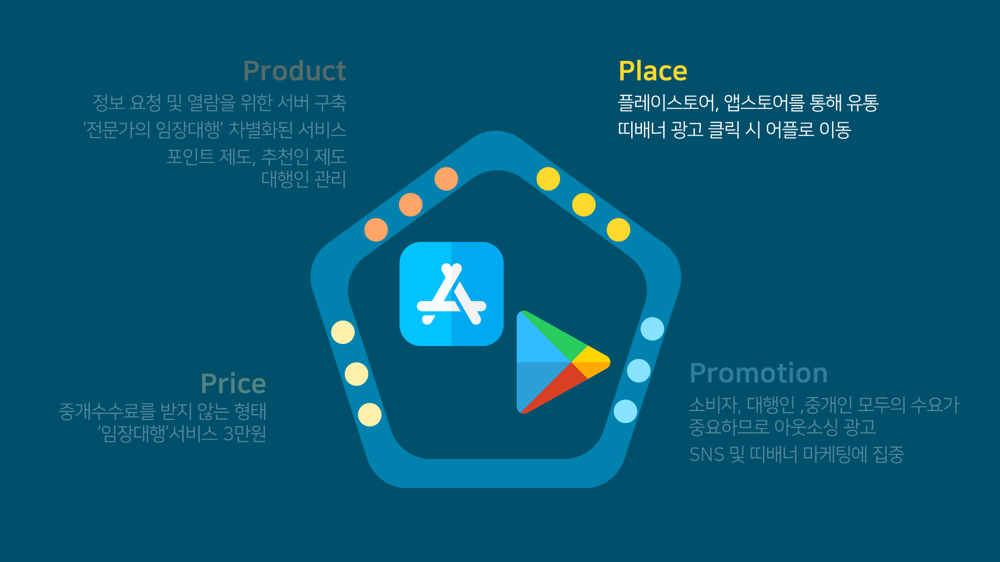 Product
정보 요청 및 열람을 위한 서버 구축
‘전문가의 임장대행’ 차별화된 서비스
포인트 제도, 추천인 제도
대행인 관리
Place
플레이스토어, 앱스토어를 통해 유통
띠배너 광고 클릭 시 어플로 이동
Price
중개수수료를 받지 않는 형태
‘임장대행’서비스 3만원
Promotion
소비자, 대행인 ,중개인 모두의 수요가
중요하므로 아웃소싱 광고
SNS 및 띠배너 마케팅에 집중